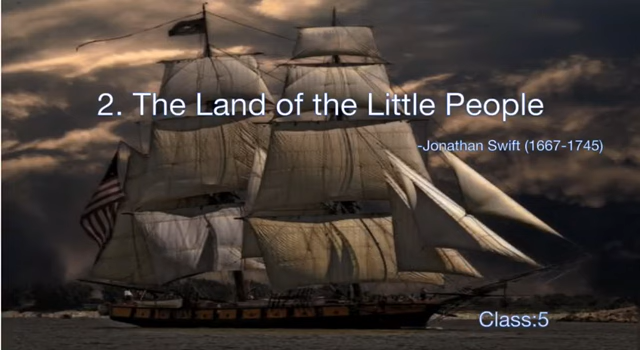 2. The Land of the Little People
-Jonathan Swift (1667-1745)
Class:5